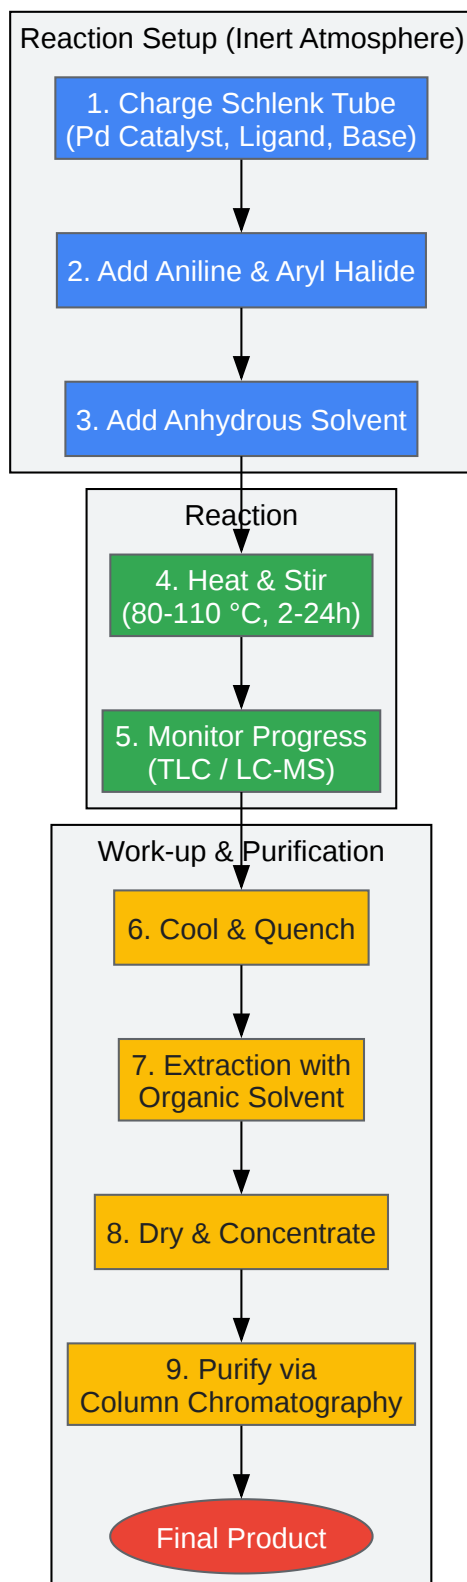 Reaction Setup (Inert Atmosphere)
1. Charge Schlenk Tube
(Pd Catalyst, Ligand, Base)
2. Add Aniline & Aryl Halide
3. Add Anhydrous Solvent
Reaction
4. Heat & Stir
(80-110 °C, 2-24h)
5. Monitor Progress
(TLC / LC-MS)
Work-up & Purification
6. Cool & Quench
7. Extraction with
Organic Solvent
8. Dry & Concentrate
9. Purify via
Column Chromatography
Final Product